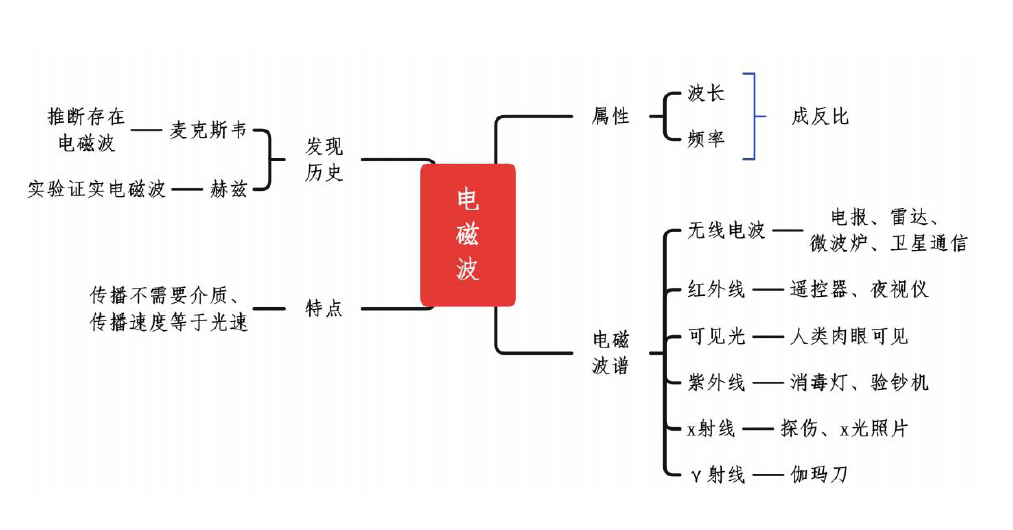 推断存在
电磁波
麦克斯韦
实验证实电磁波
赫兹
发现
历史
传播不需要介质、
传播速度等于光速
特点
电
磁
波
属性
波长
频率
成反比
电磁
波谱
无线电波
电报、雷达、
微波炉、卫星通信
红外线
遥控器、夜视仪
可见光
人类肉眼可见
紫外线
消毒灯、验钞机
x射线
探伤、x光照片
γ射线
伽玛刀